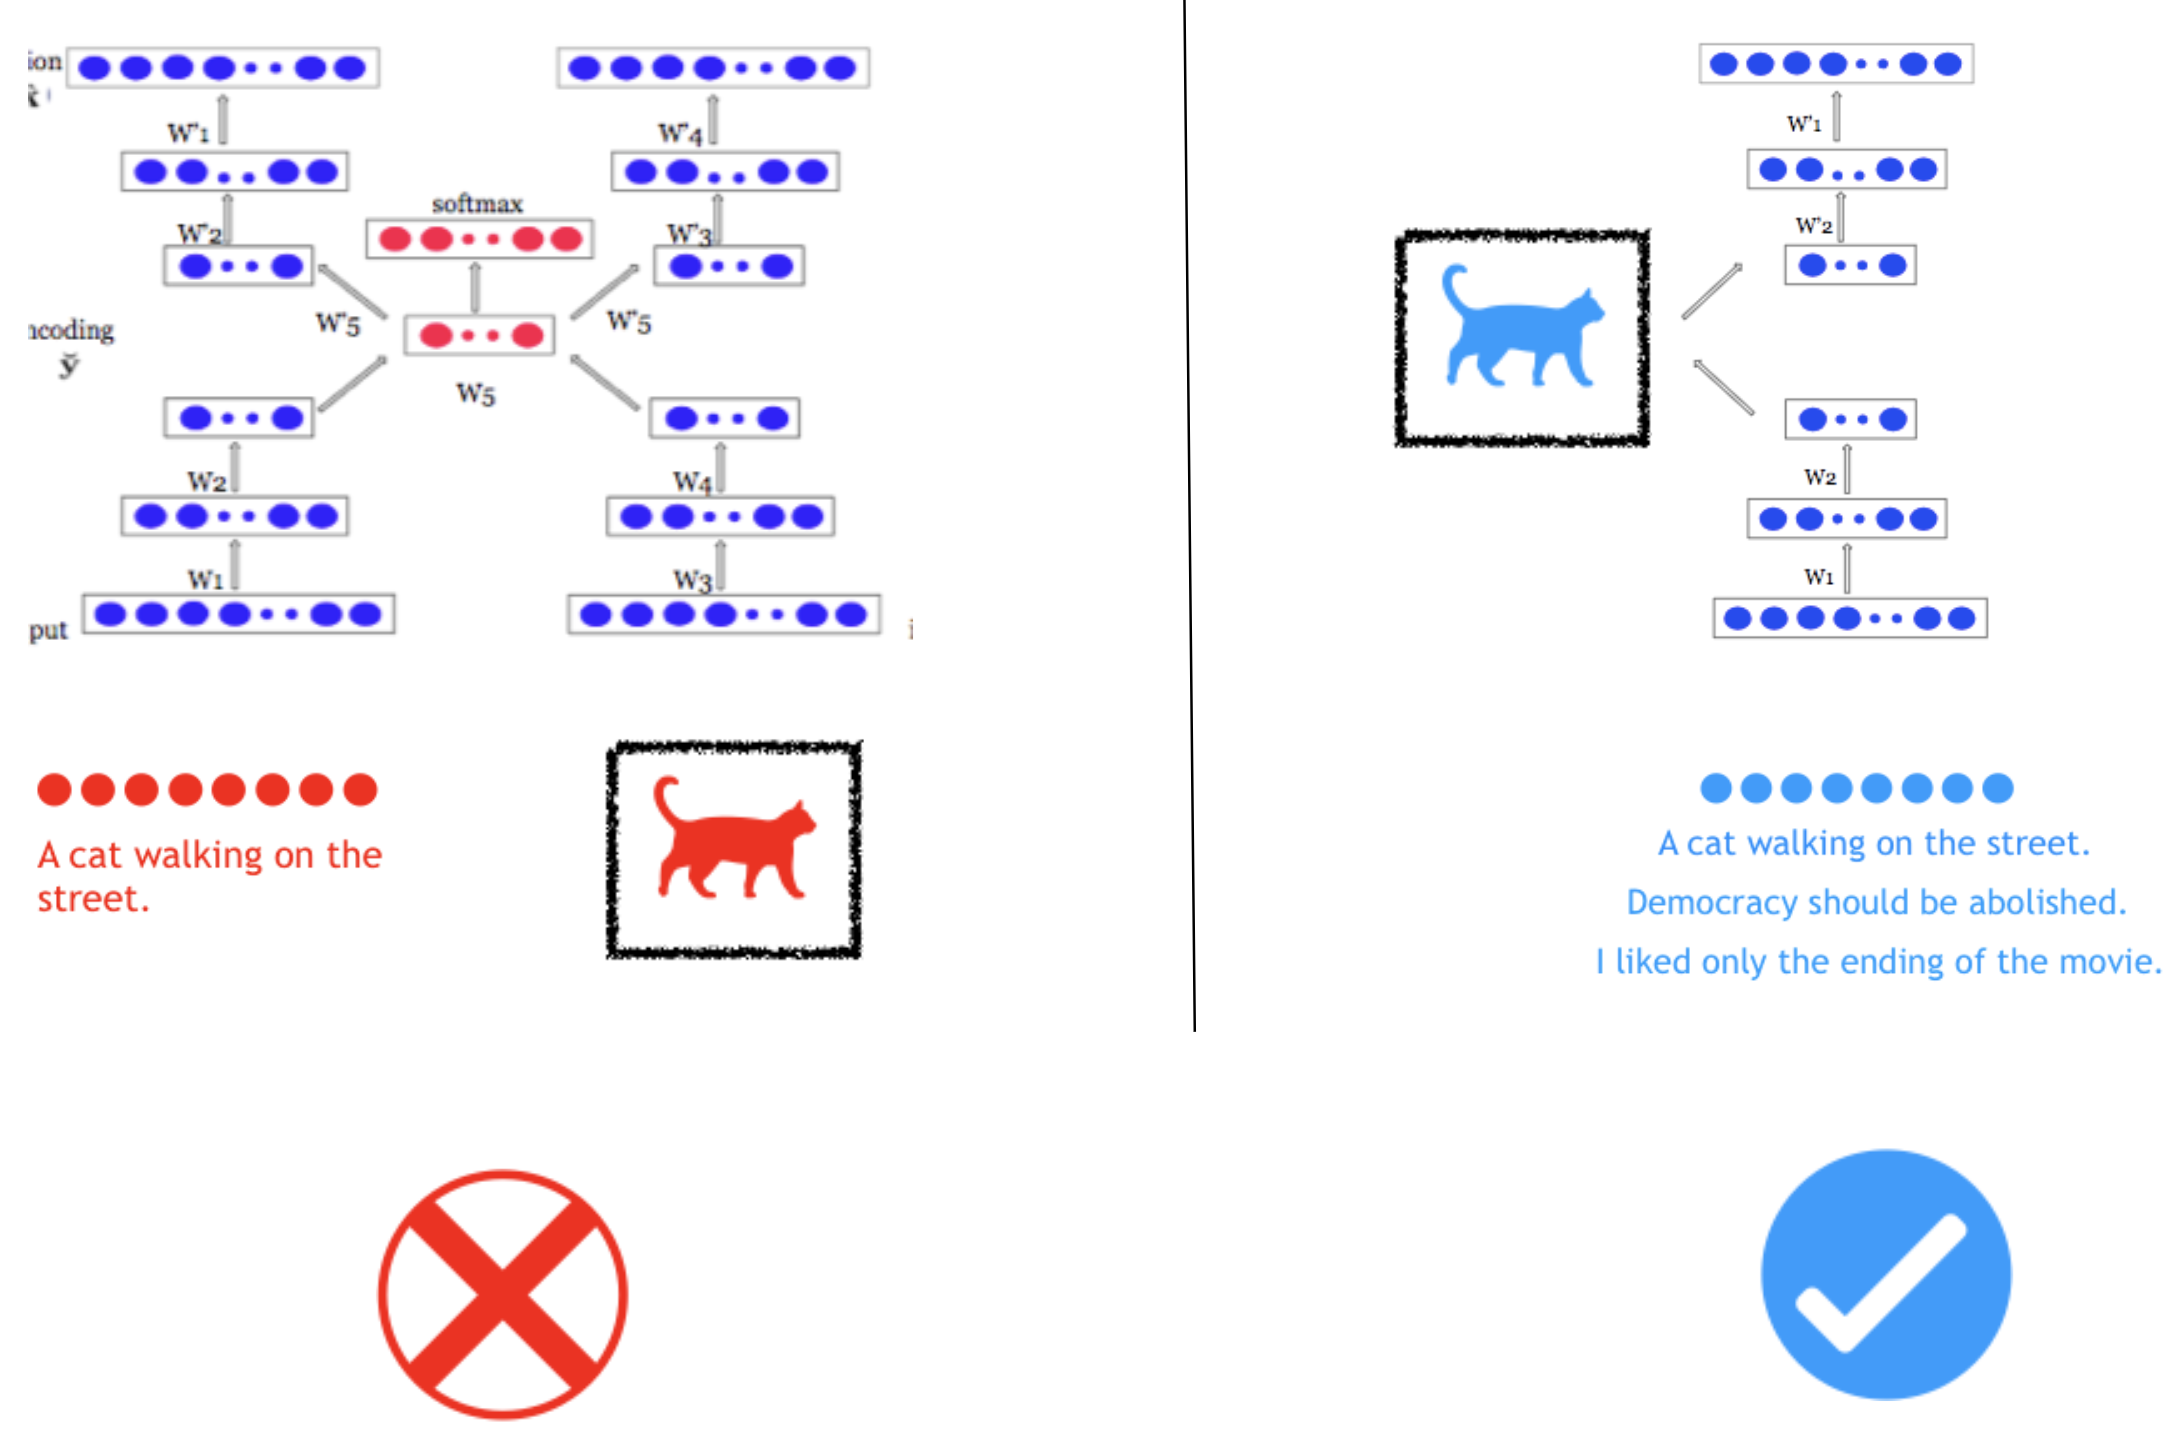 ion
W'1
W'4
softmax
W'2
W'3
W'5
W'5
ncoding
y̌
W5
W2
W4
W1
W3
put
i
A cat walking on the
street.
W'1
W'2
W2
W1
A cat walking on the street.
Democracy should be abolished.
I liked only the ending of the movie.